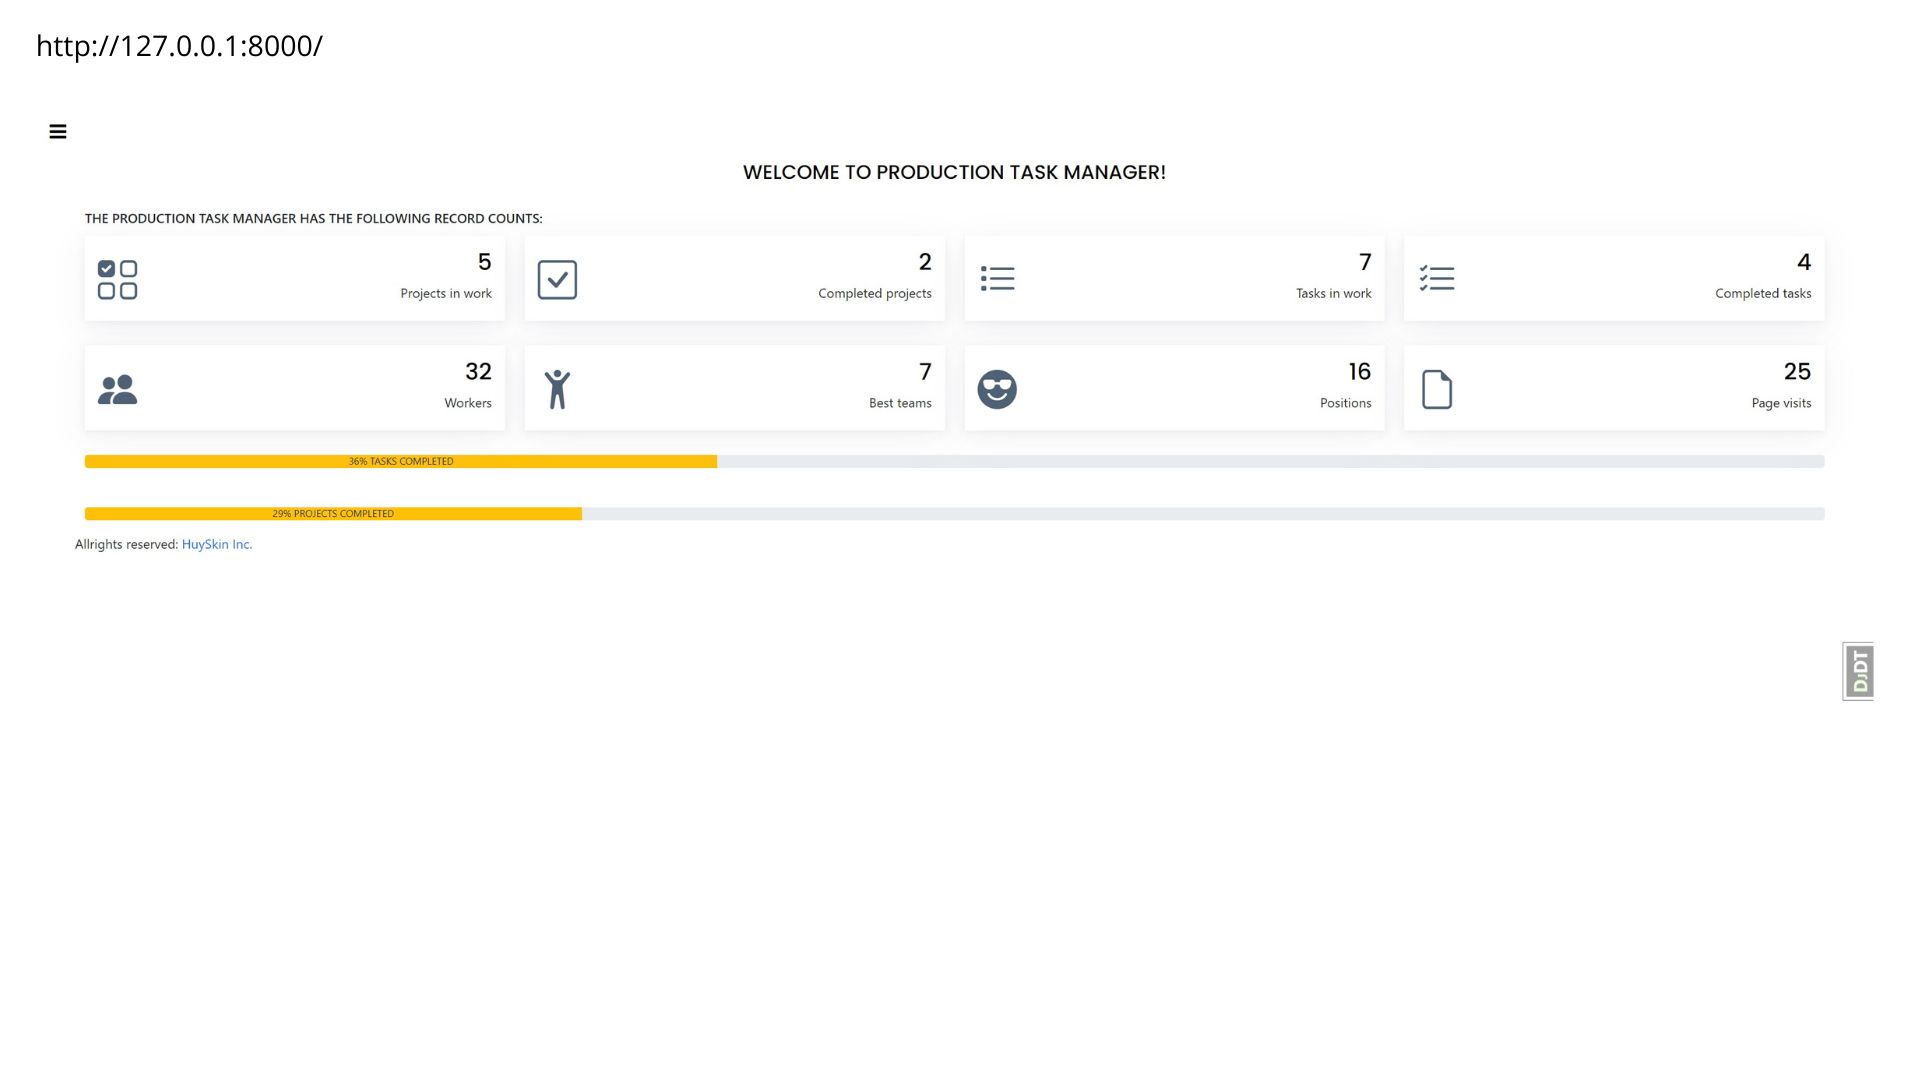 http://127.0.0.1:8000/
WELCOME TO PRODUCTION TASK MANAGER!
THE PRODUCTION TASK MANAGER HAS THE FOLLOWING RECORD COUNTS:
5
Projects in work
2
Completed projects
7
Tasks in work
4
Completed tasks
32
Workers
7
Best teams
16
Positions
25
Page visits
36% TASKS COMPLETED
29% PROJECTS COMPLETED
Allrights reserved: HuySkin Inc.
DjDT